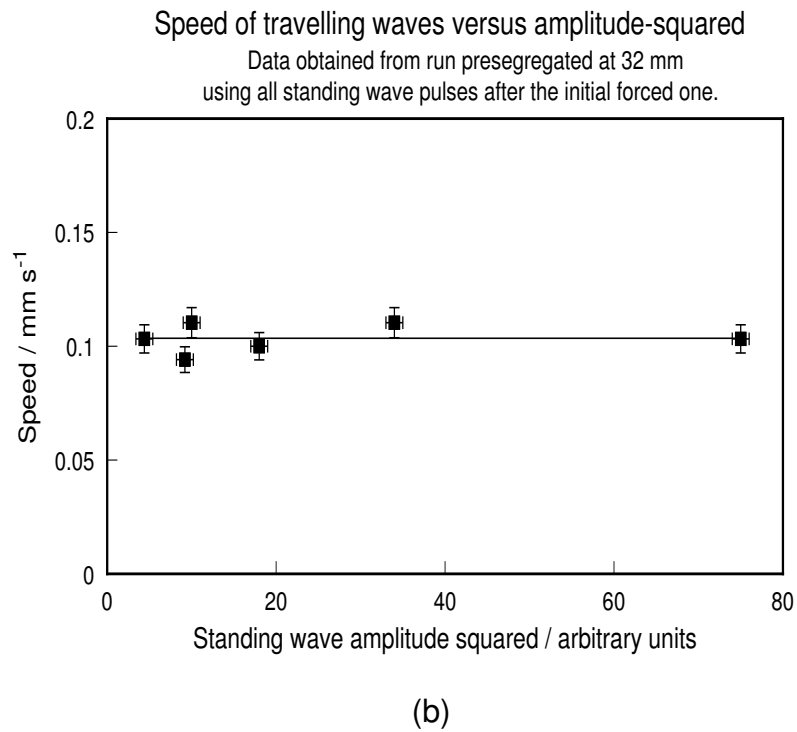 Speed of travelling waves versus amplitude-squared
Data obtained from run presegregated at 32 mm
using all standing wave pulses after the initial forced one.
0.2
0.15
0.1
0.05
0
Speed / mm s⁻¹
0 20 40 60 80
Standing wave amplitude squared / arbitrary units
(b)